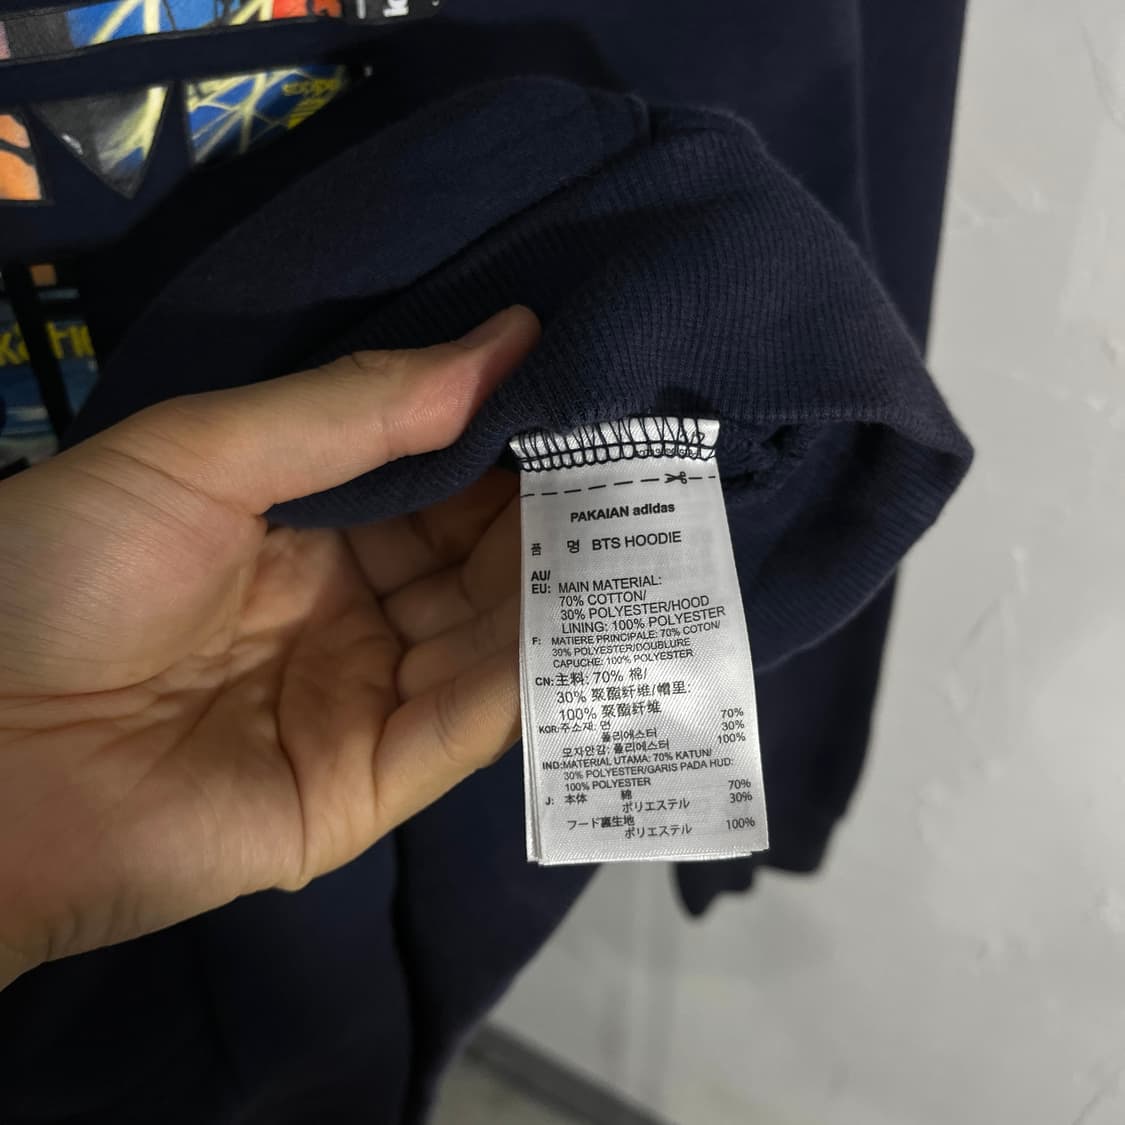 PAKAIAN adidas
품 명 BTS HOODIE
AU/
EU: MAIN MATERIAL:
70% COTTON/
30% POLYESTER/HOOD
LINING: 100% POLYESTER
F: MATIERE PRINCIPALE: 70% COTON/
30% POLYESTER/DOUBLURE
CAPUCHE: 100% POLYESTER
CN: 主料: 70% 棉/
30% 聚酯纤维/帽里:
100% 聚酯纤维
KOR: 주소재: 면 70%
폴리에스터 30%
모자안감: 폴리에스터 100%
IND: MATERIAL UTAMA: 70% KATUN/
30% POLYESTER/GARIS PADA HUD:
100% POLYESTER
J: 本体 綿 70%
ポリエステル 30%
フード裏生地
ポリエステル 100%